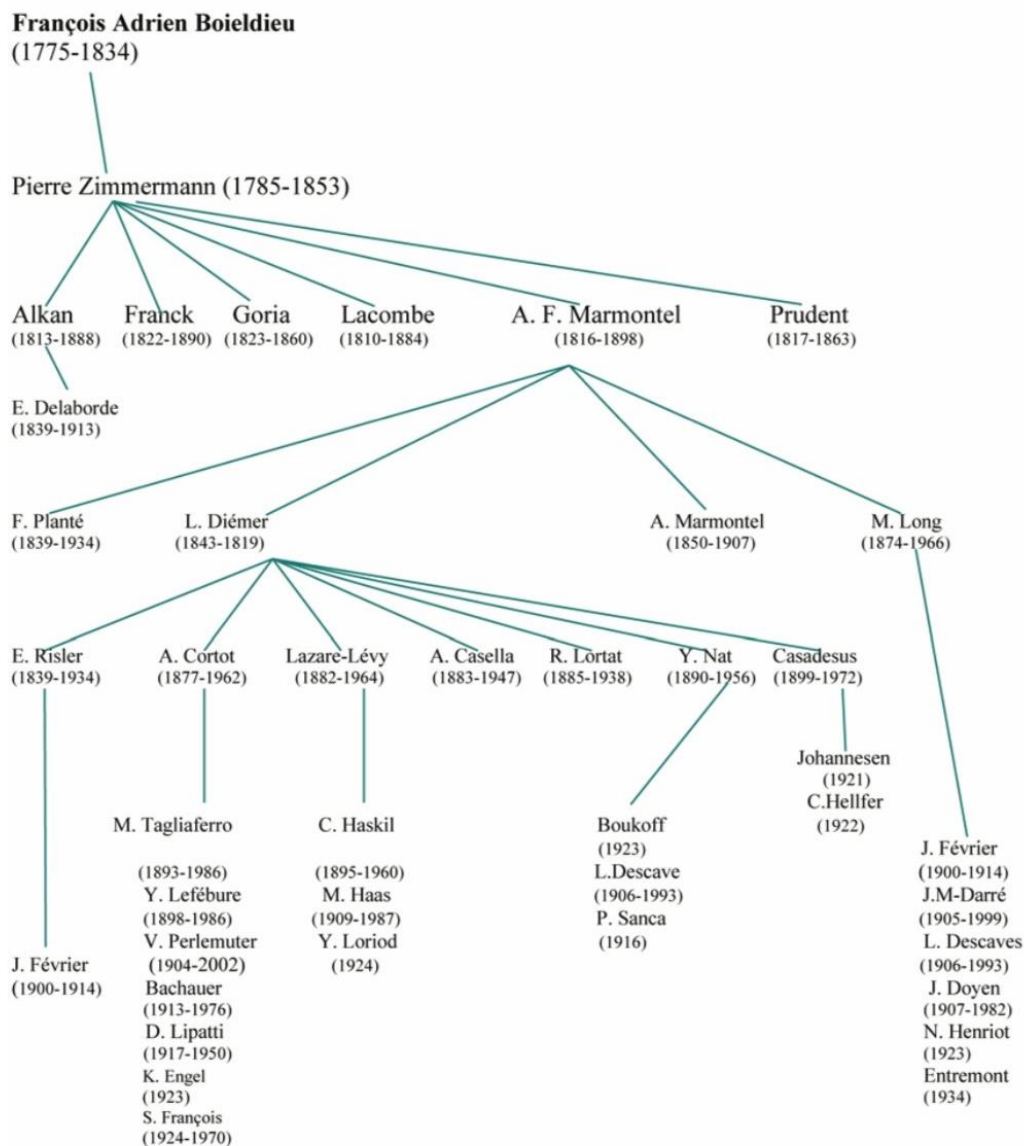 François Adrien Boieldieu
(1775-1834)
Pierre Zimmermann (1785-1853)
Alkan Franck Goria Lacombe A. F. Marmontel Prudent
(1813-1888) (1822-1890) (1823-1860) (1810-1884) (1816-1898) (1817-1863)
E. Delaborde
(1839-1913)
F. Planté L. Diémer A. Marmontel M. Long
(1839-1934) (1843-1819) (1850-1907) (1874-1966)
E. Risler A. Cortot Lazare-Lévy A. Casella R. Lortat Y. Nat Casadesus
(1839-1934) (1877-1962) (1882-1964) (1883-1947) (1885-1938) (1890-1956) (1899-1972)
Johannesen
(1921)
C.Hellfer
(1922)
M. Tagliaferro
(1893-1986)
Y. Lefébure
(1898-1986)
V. Perlemuter
(1904-2002)
Bachauer
(1913-1976)
D. Lipatti
(1917-1950)
K. Engel
(1923)
S. François
(1924-1970)
C. Haskil
(1895-1960)
M. Haas
(1909-1987)
Y. Loriod
(1924)
Boukoff
(1923)
L.Descave
(1906-1993)
P. Sanca
(1916)
J. Février
(1900-1914)
J.M-Darré
(1905-1999)
L. Descaves
(1906-1993)
J. Doyen
(1907-1982)
N. Henriot
(1923)
Entremont
(1934)
J. Février
(1900-1914)